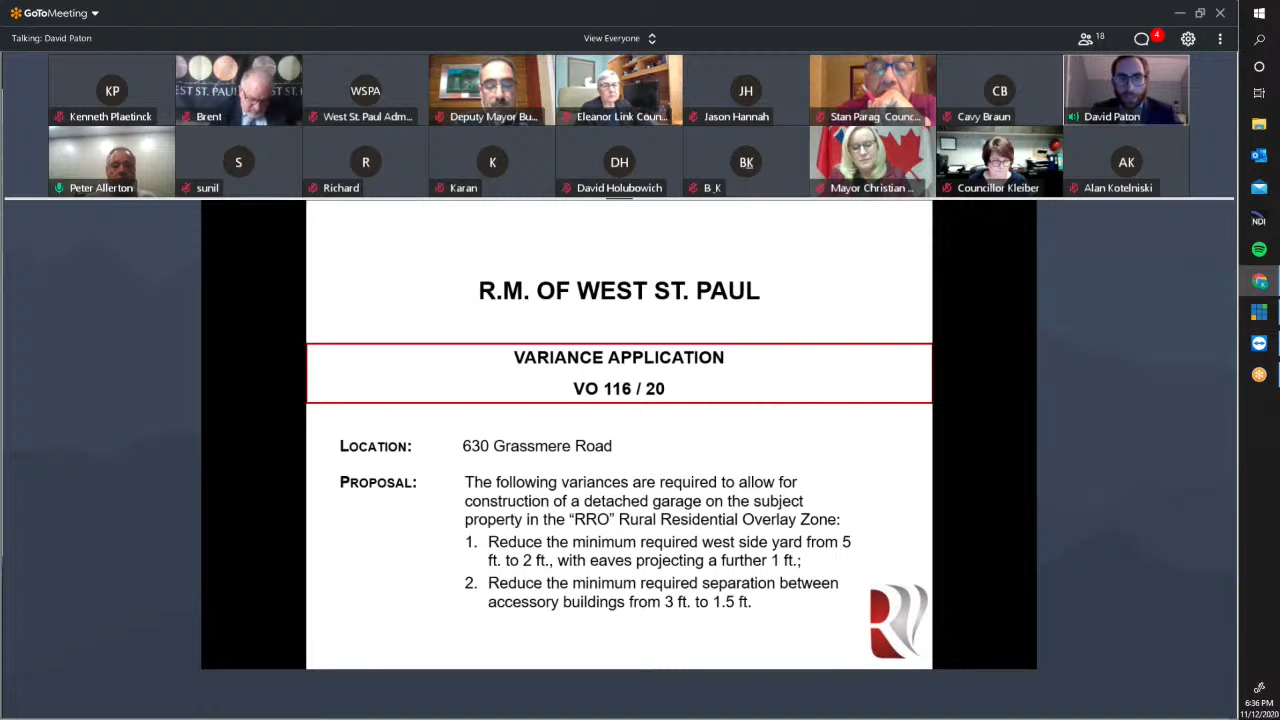 GoToMeeting
Talking: David Paton
View Everyone
18
4
KP
Kenneth Plaetinck
ST. PAUL
WEST ST. P
Brent
WSPA
West St. Paul Adm...
Deputy Mayor Bu...
Eleanor Link Coun...
JH
Jason Hannah
Stan Parag Counc...
CB
Cavy Braun
David Paton
Peter Allerton
S
sunil
R
Richard
K
Karan
DH
David Holubowich
BK
B_K
Mayor Christian ...
Councillor Kleiber
AK
Alan Kotelniski
R.M. OF WEST ST. PAUL
VARIANCE APPLICATION
VO 116 / 20
LOCATION: 630 Grassmere Road
PROPOSAL: The following variances are required to allow for
construction of a detached garage on the subject
property in the “RRO” Rural Residential Overlay Zone:
1. Reduce the minimum required west side yard from 5
ft. to 2 ft., with eaves projecting a further 1 ft.;
2. Reduce the minimum required separation between
accessory buildings from 3 ft. to 1.5 ft.
NDI
6:36 PM
11/12/2020